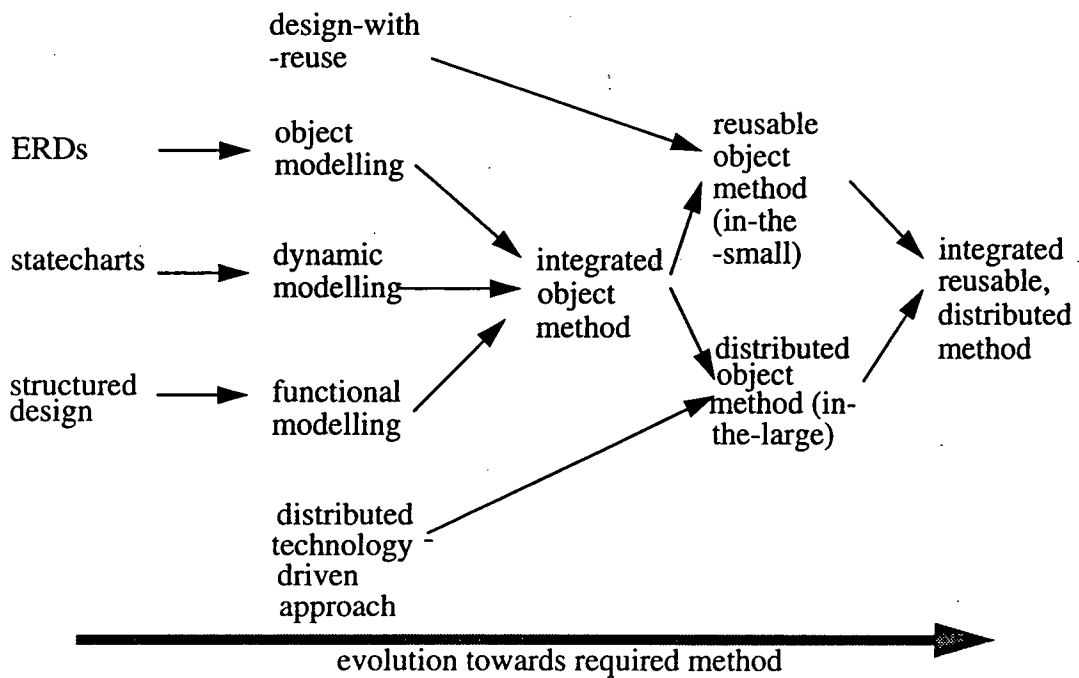 design-with
-reuse
ERDs
object
modelling
reusable
object
method
(in-the
-small)
statecharts
dynamic
modelling
integrated
object
method
integrated
reusable,
distributed
method
structured
design
functional
modelling
distributed
object
method (in-
the-large)
distributed
technology -
driven
approach
evolution towards required method